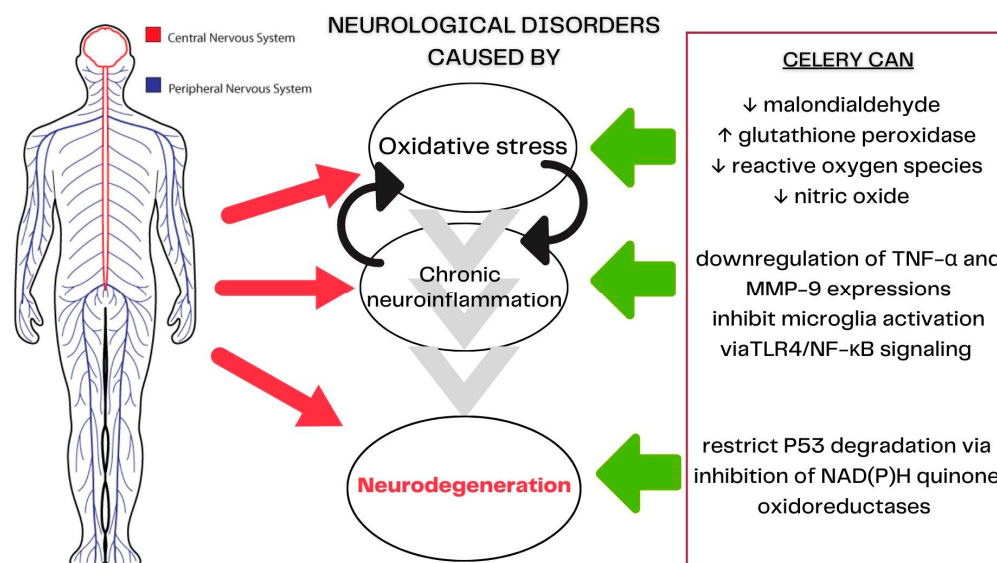 Central Nervous System
Peripheral Nervous System
NEUROLOGICAL DISORDERS
CAUSED BY
Oxidative stress
Chronic
neuroinflammation
Neurodegeneration
CELERY CAN
↓ malondialdehyde
↑ glutathione peroxidase
↓ reactive oxygen species
↓ nitric oxide
downregulation of TNF-α and
MMP-9 expressions
inhibit microglia activation
viaTLR4/NF-κB signaling
restrict P53 degradation via
inhibition of NAD(P)H quinone
oxidoreductases